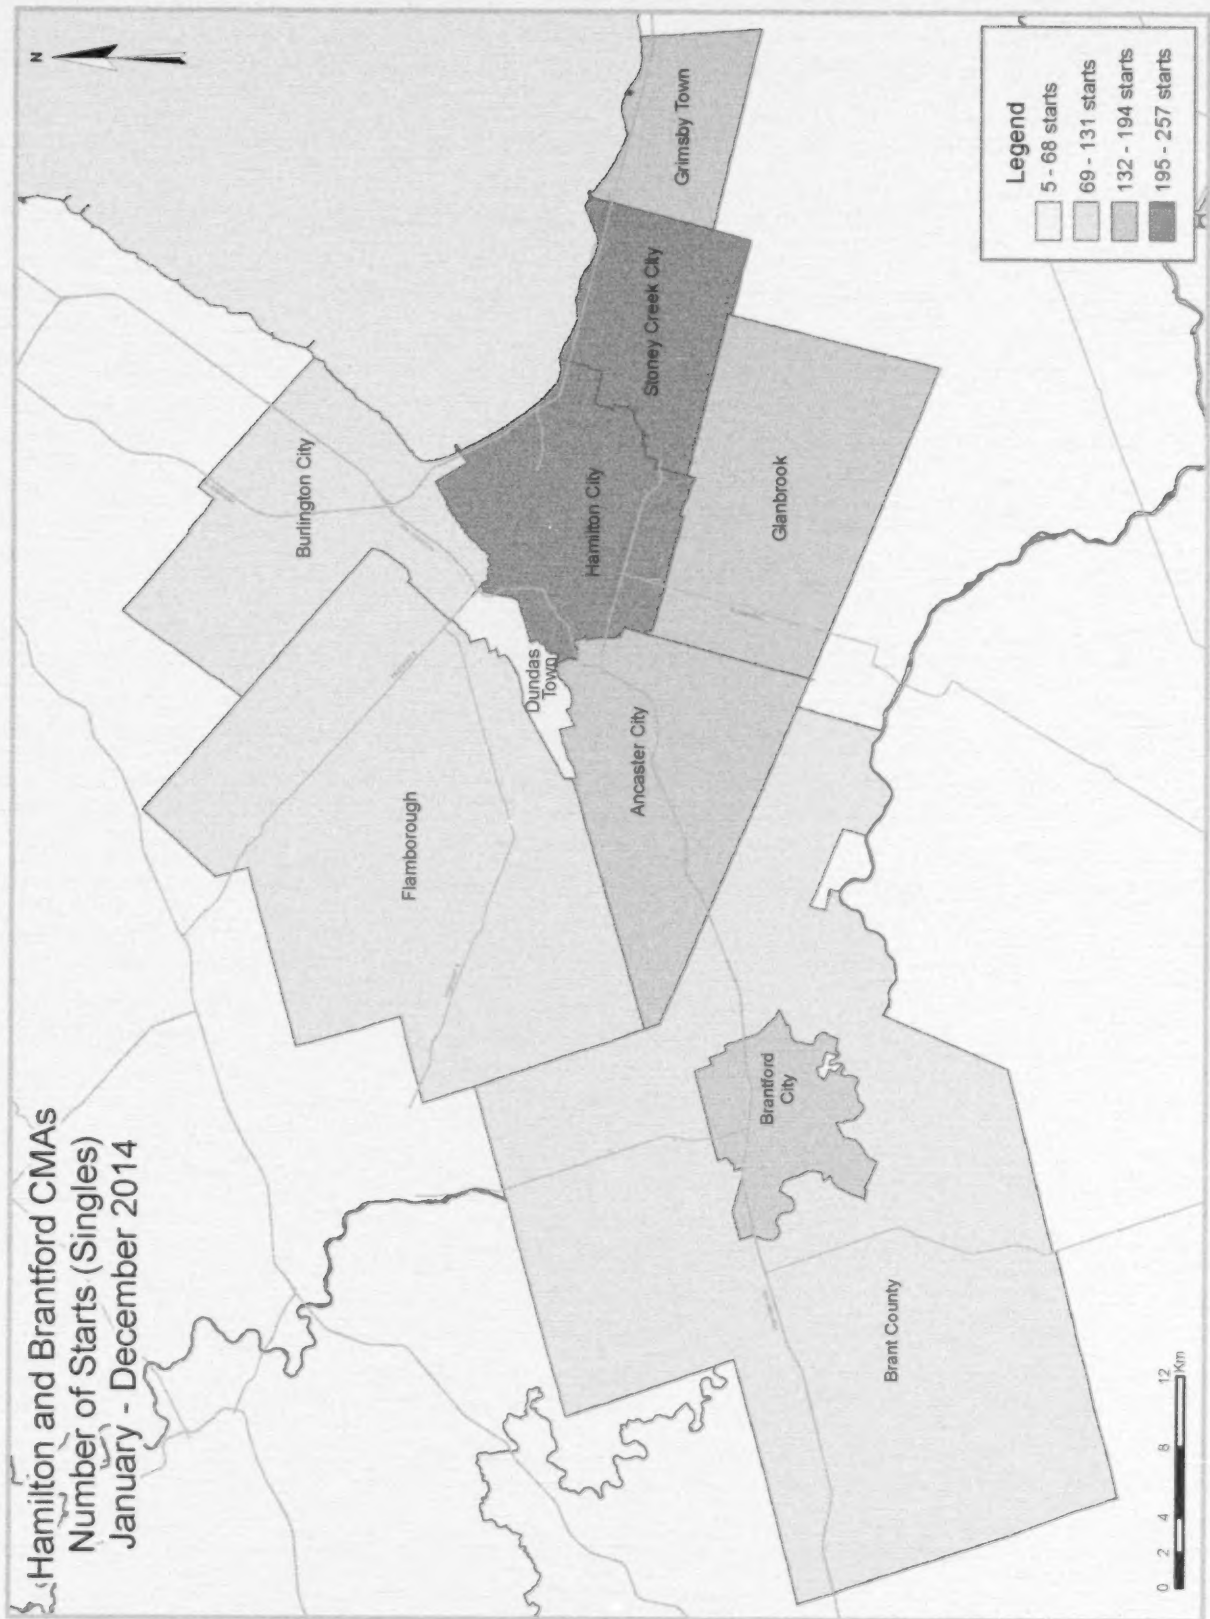 Hamilton and Brantford CMAs
Number of Starts (Singles)
January - December 2014
N
Burlington City
Flamborough
Dundas
Town
Hamilton City
Stoney Creek City
Grimsby Town
Ancaster City
Glanbrook
Brantford
City
Brant County
Legend
5 - 68 starts
69 - 131 starts
132 - 194 starts
195 - 257 starts
0 2 4 8 12
Km